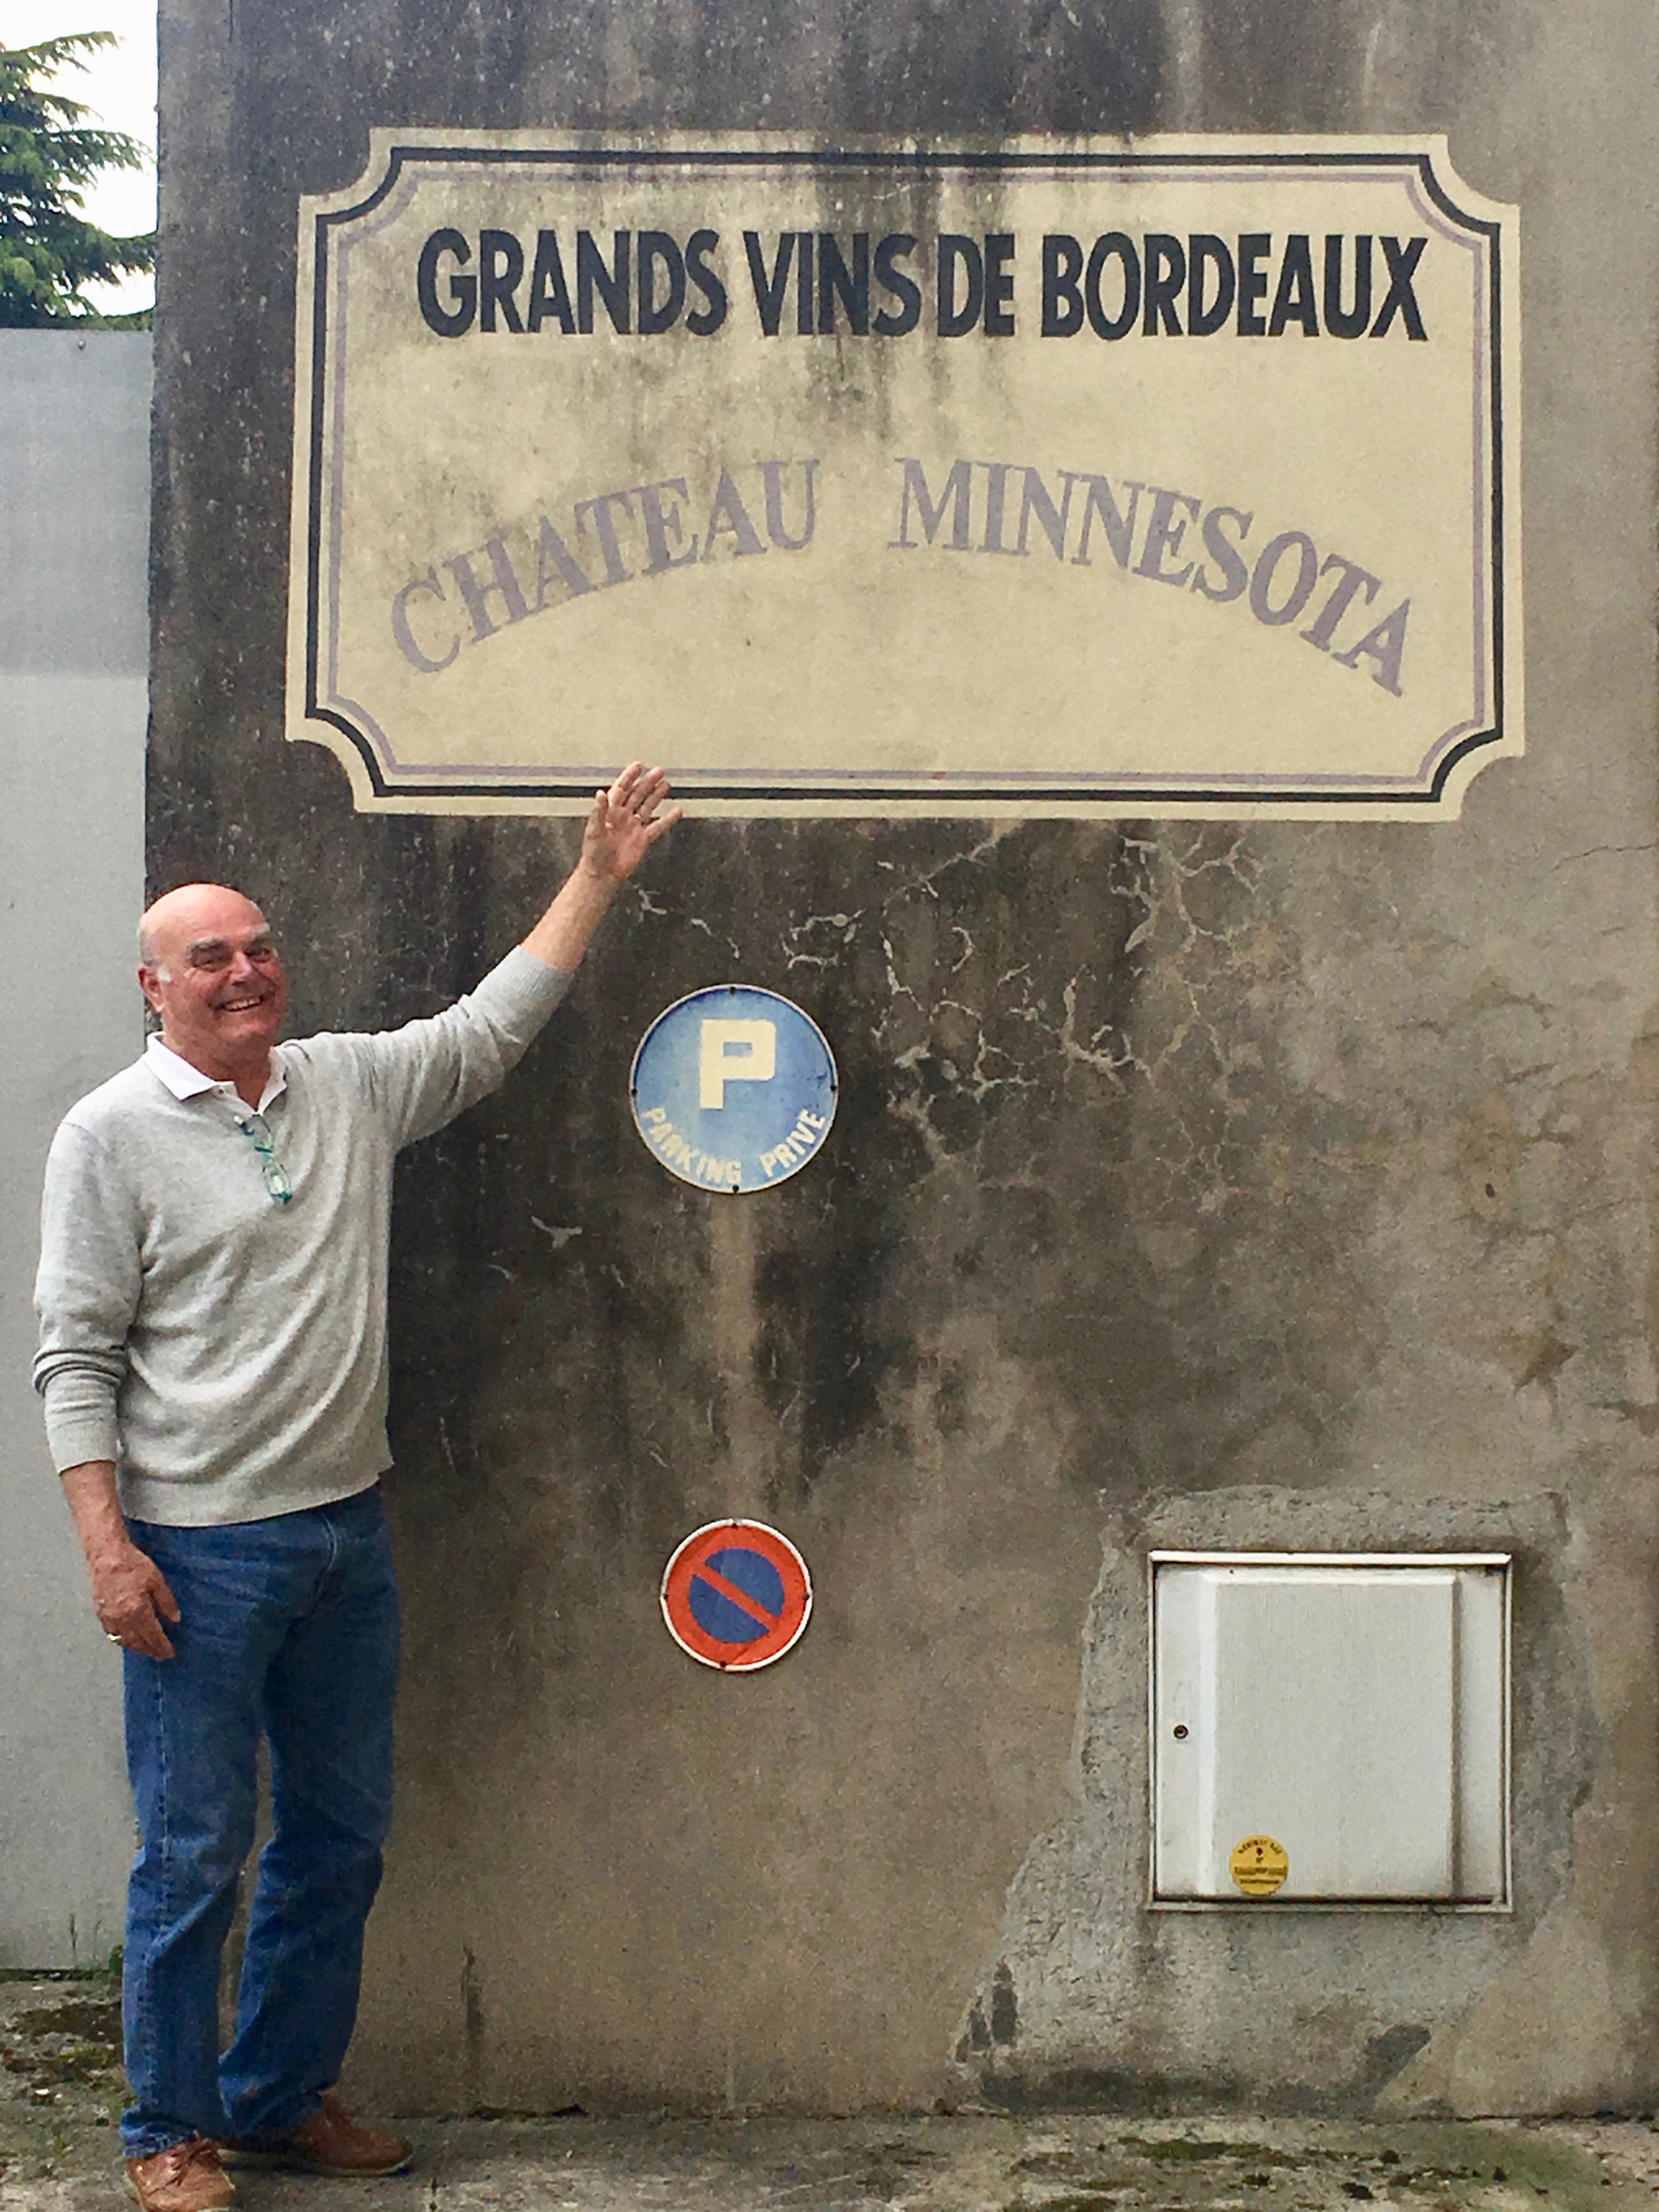 GRANDS VINS DE BORDEAUX
CHATEAU MINNESOTA
P
PARKING PRIVE